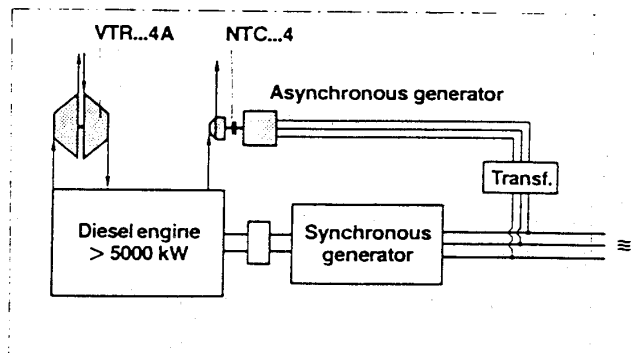 VTR...4A NTC...4
Asynchronous generator
Transf.
Diesel engine
> 5000 kW
Synchronous
generator
≋